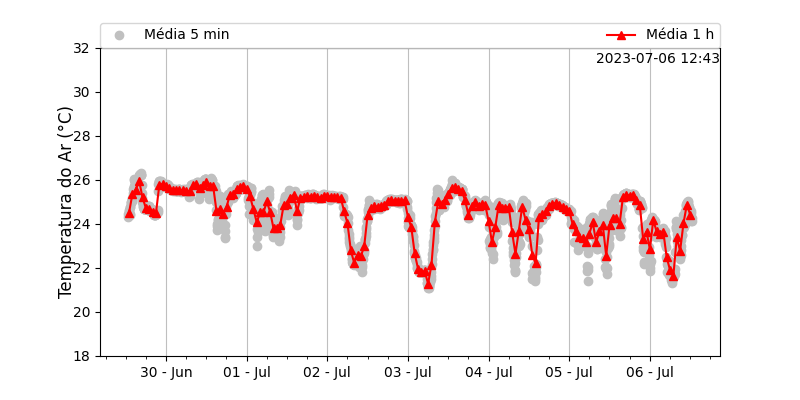 Média 5 min
Média 1 h
2023-07-06 12:43
Temperatura do Ar (°C)
32
30
28
26
24
22
20
18
30 - Jun
01 - Jul
02 - Jul
03 - Jul
04 - Jul
05 - Jul
06 - Jul